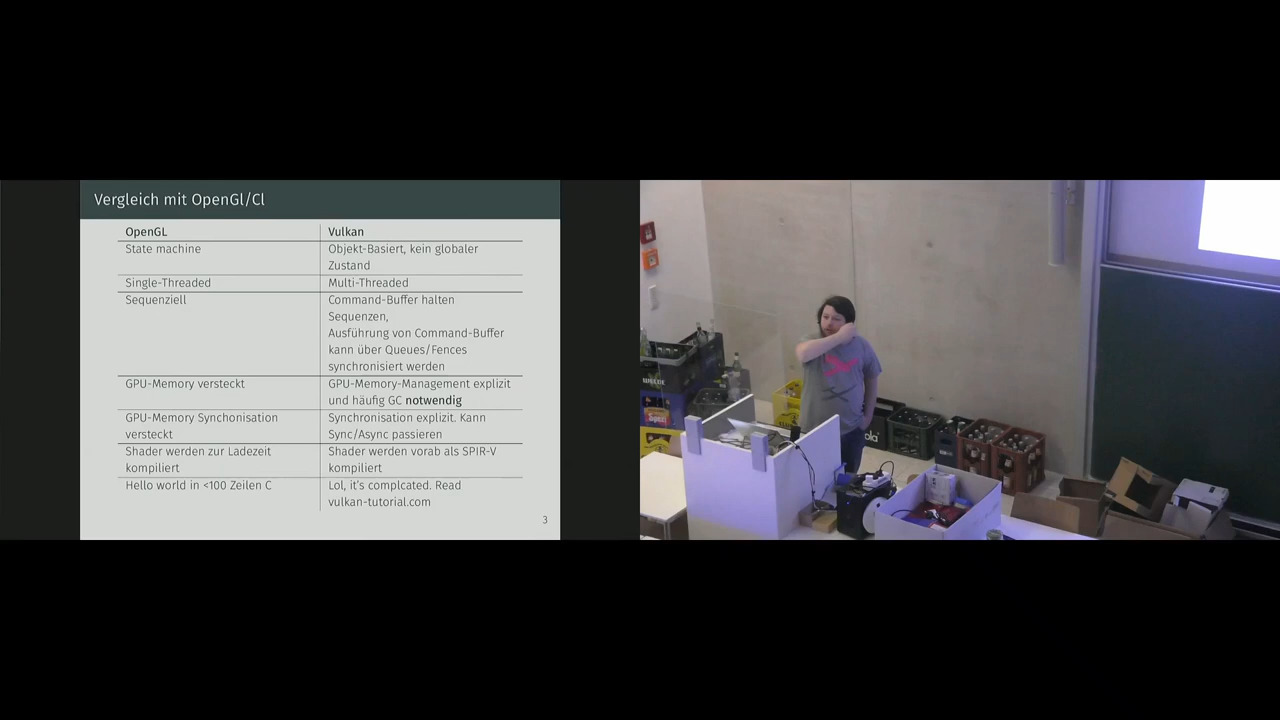 Vergleich mit OpenGl/Cl
OpenGL
Vulkan
State machine
Objekt-Basiert, kein globaler
Zustand
Single-Threaded
Multi-Threaded
Sequenziell
Command-Buffer halten
Sequenzen,
Ausführung von Command-Buffer
kann über Queues/Fences
synchronisiert werden
GPU-Memory versteckt
GPU-Memory-Management explizit
und häufig GC notwendig
GPU-Memory Synchonisation
versteckt
Synchronisation explizit. Kann
Sync/Async passieren
Shader werden zur Ladezeit
kompiliert
Shader werden vorab als SPIR-V
kompiliert
Hello world in <100 Zeilen C
Lol, it's complcated. Read
vulkan-tutorial.com
3